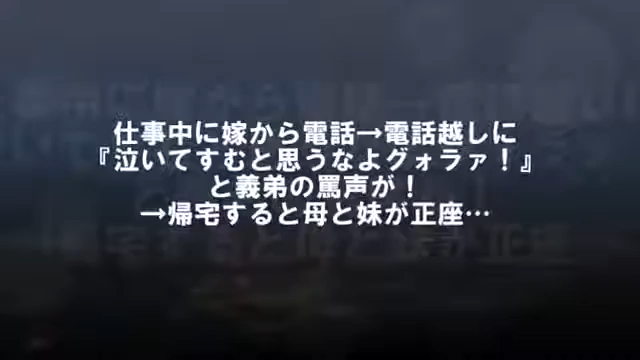 仕事中に嫁から電話→電話越しに
『泣いてすむと思うなよグォラァ！』
と義弟の罵声が！
→帰宅すると母と妹が正座…